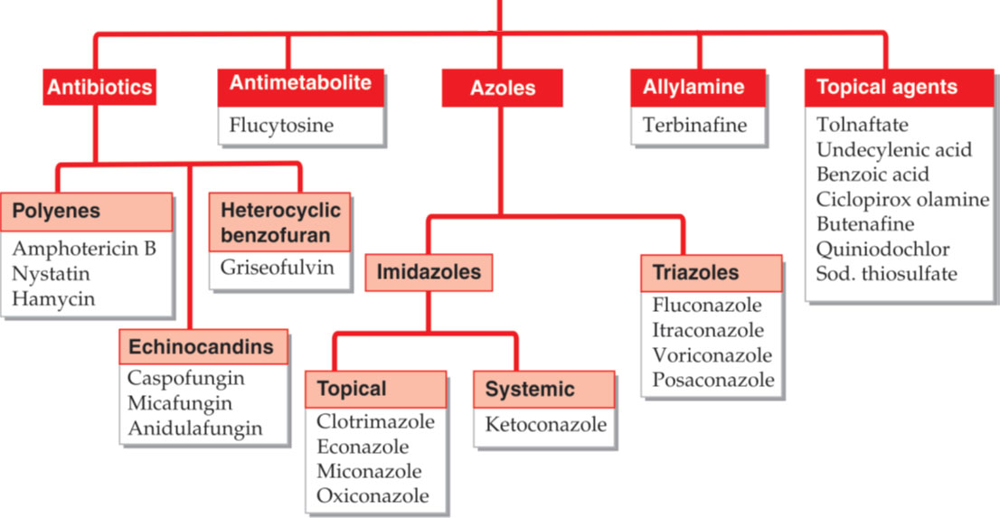 Antibiotics
Antimetabolite
Flucytosine
Azoles
Allylamine
Terbinafine
Topical agents
Tolnaftate
Undecylenic acid
Benzoic acid
Ciclopirox olamine
Butenafine
Quiniodochlor
Sod. thiosulfate
Polyenes
Amphotericin B
Nystatin
Hamycin
Heterocyclic
benzofuran
Griseofulvin
Echinocandins
Caspofungin
Micafungin
Anidulafungin
Imidazoles
Topical
Clotrimazole
Econazole
Miconazole
Oxiconazole
Systemic
Ketoconazole
Triazoles
Fluconazole
Itraconazole
Voriconazole
Posaconazole